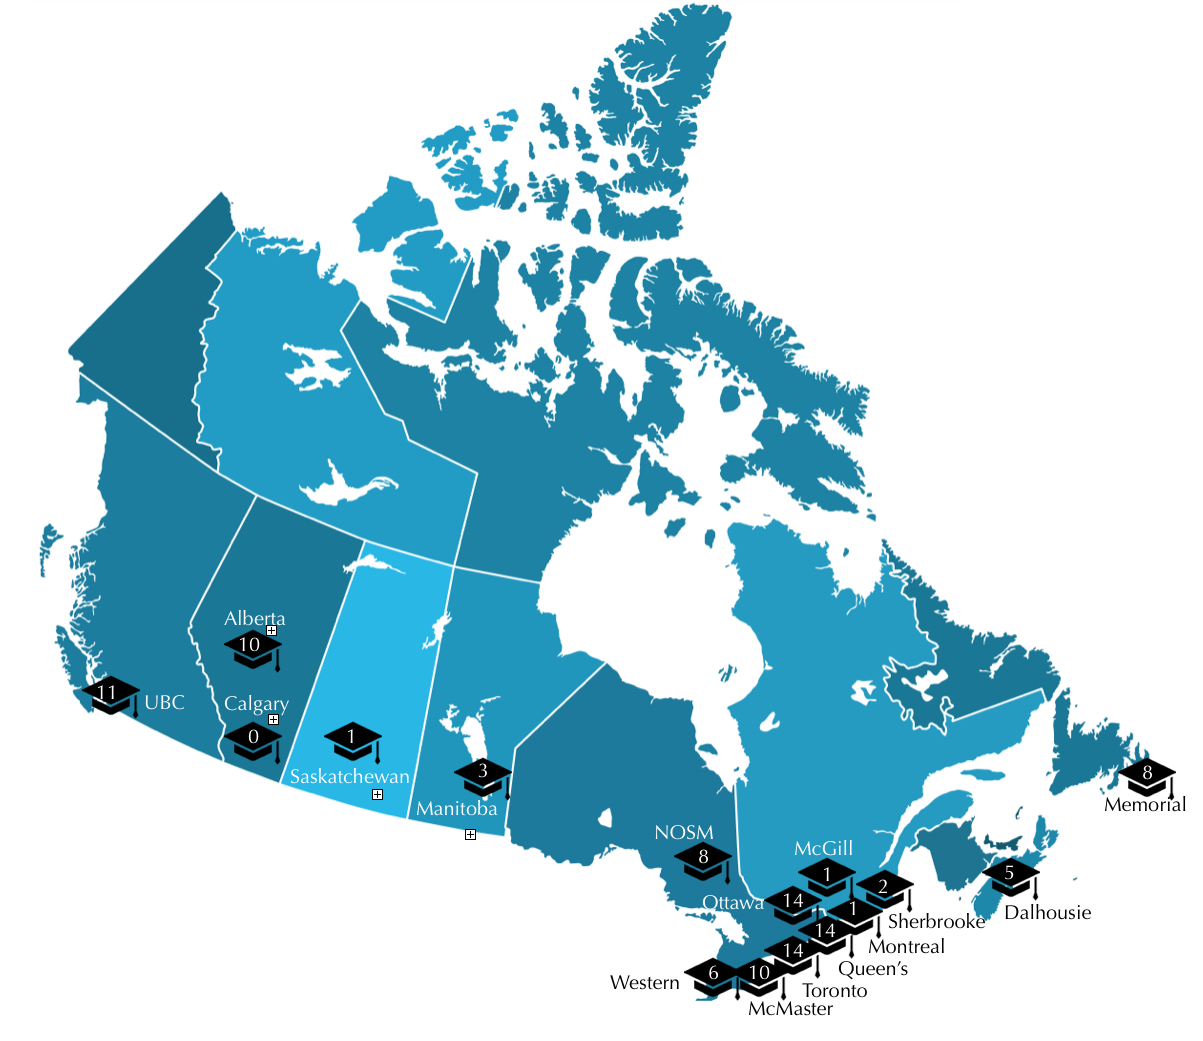 Alberta
10
11
UBC
Calgary
0
1
Saskatchewan
3
Manitoba
8
Memorial
NOSM
8
McGill
1
5
Dalhousie
2
Sherbrooke
Ottawa
14
1
Montreal
14
Queen's
14
Toronto
Western
6
10
McMaster